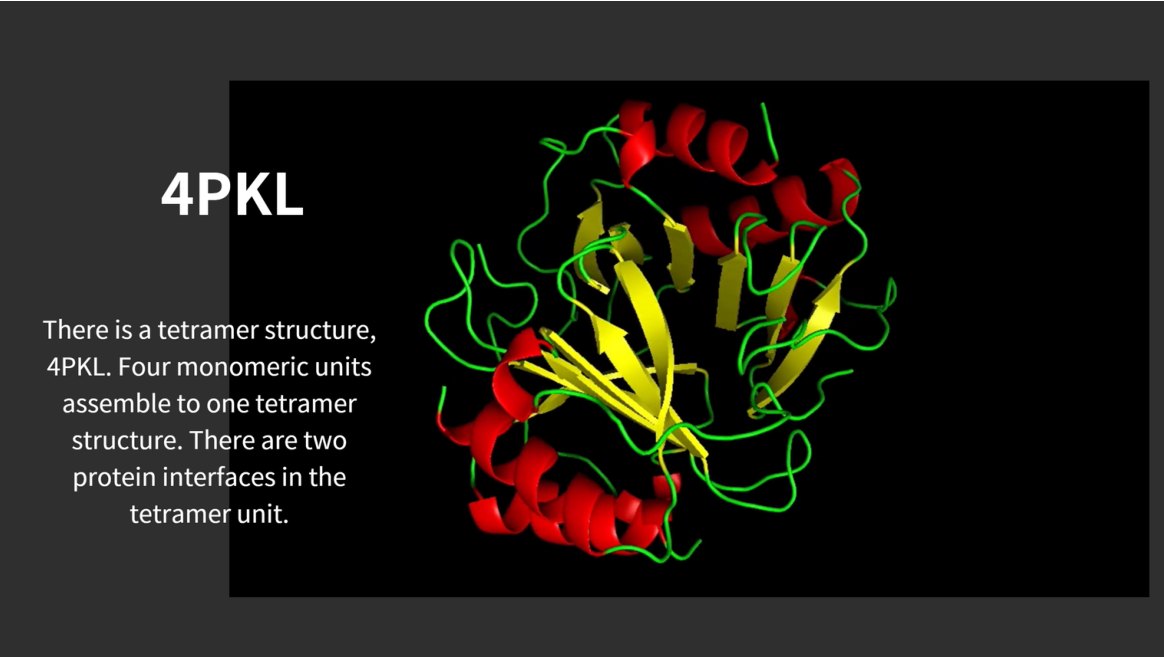 4PKL
There is a tetramer structure,
4PKL. Four monomeric units
assemble to one tetramer
structure. There are two
protein interfaces in the
tetramer unit.